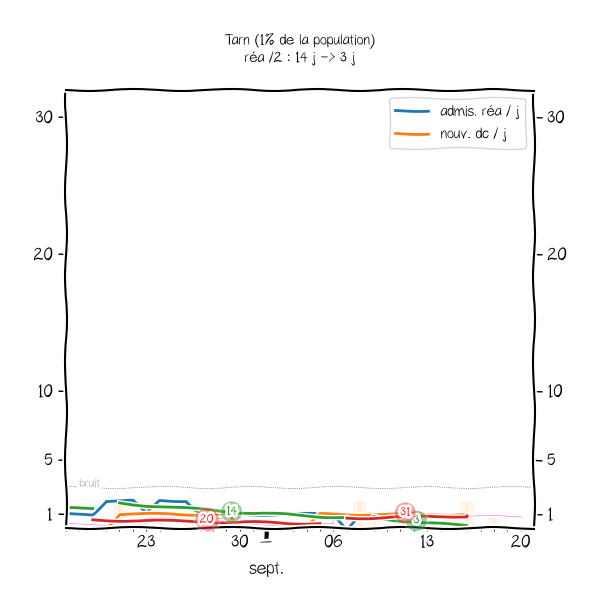 Tarn (1% de la population)
réa /2 : 14 j -> 3 j
admis. réa / j
nouv. dc / j
30 30
20 20
10 10
5 5
bruit
1 1
20 14 31 3
23 30 06 13 20
sept.